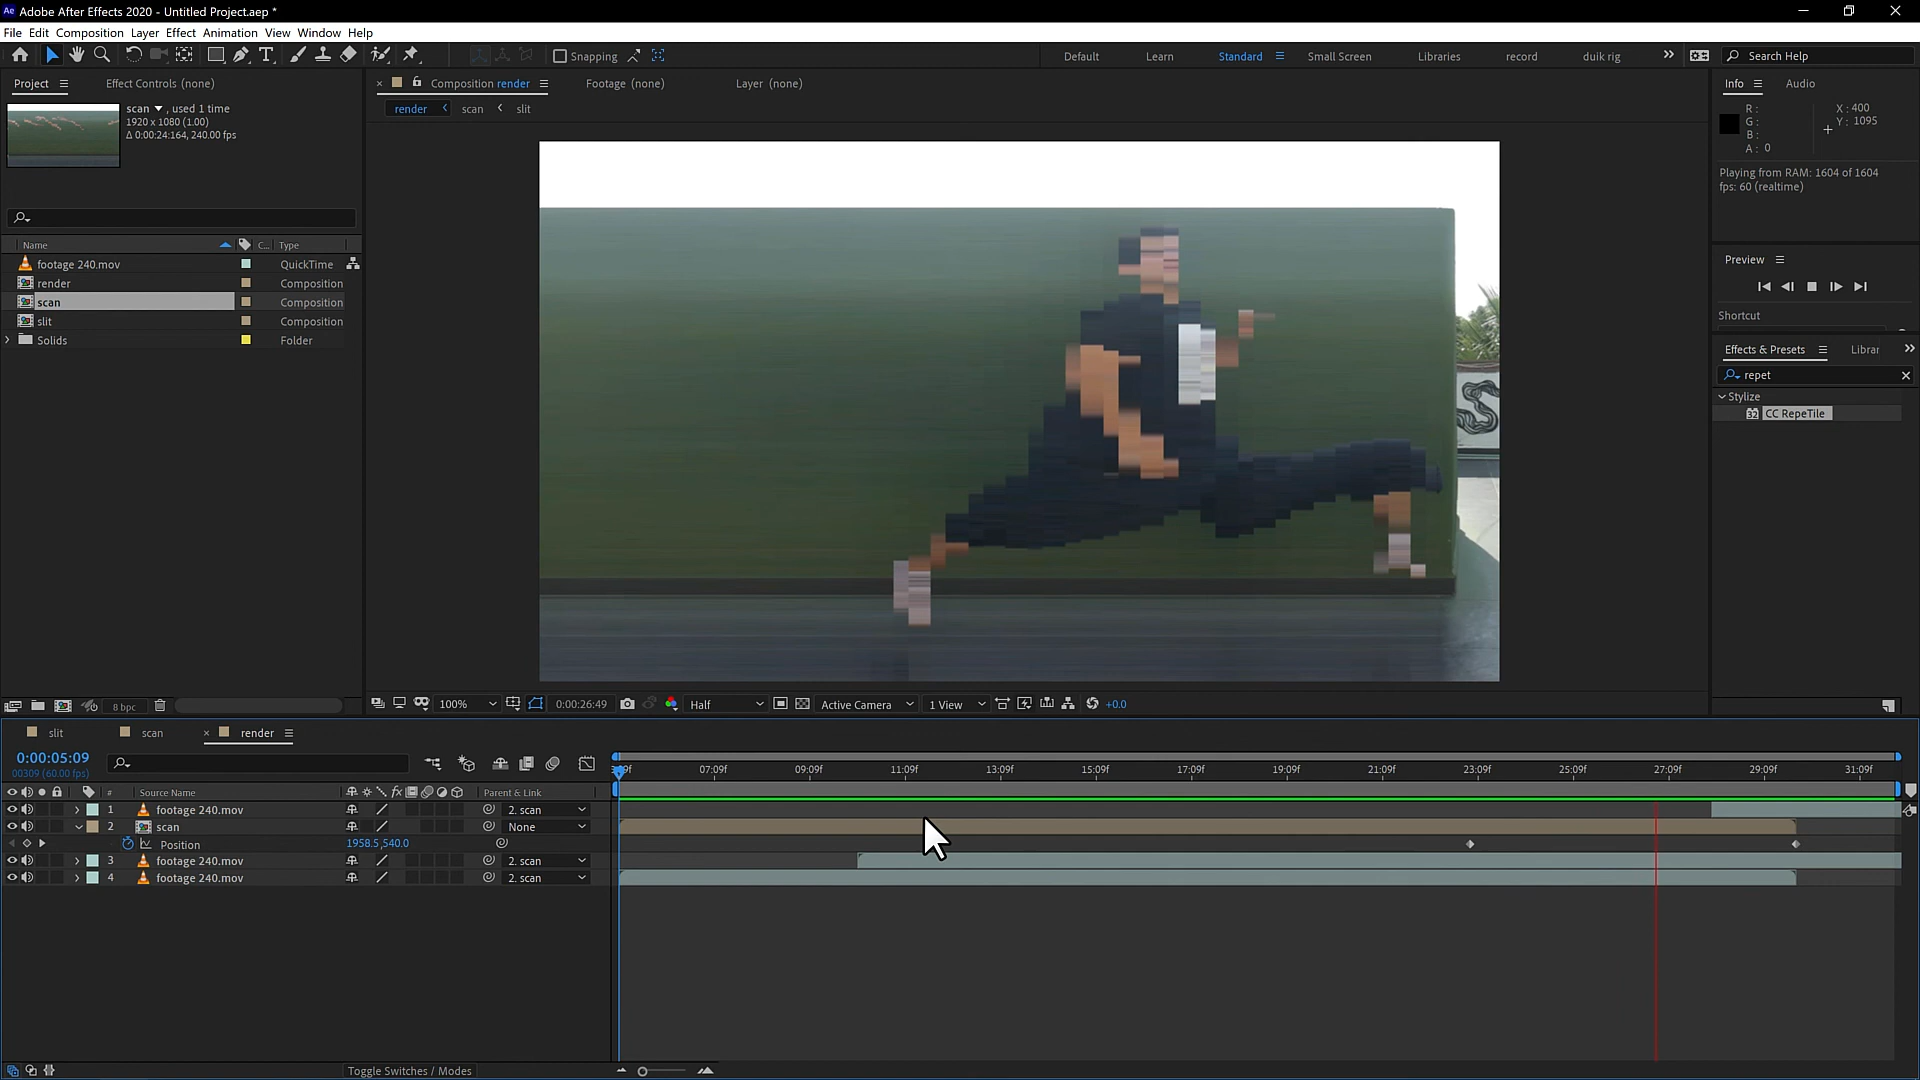 Ae Adobe After Effects 2020 - Untitled Project.aep *
File Edit Composition Layer Effect Animation View Window Help
Snapping
Default Learn Standard Small Screen Libraries record duik rig
Search Help
Project Effect Controls (none)
Composition render Footage (none) Layer (none)
Info Audio
scan , used 1 time
1920 x 1080 (1.00)
Δ 0:00:24:164, 240.00 fps
render scan slit
R :
G :
B :
A : 0
X : 400
Y : 1095
Playing from RAM: 1604 of 1604
fps: 60 (realtime)
Name C... Type
footage 240.mov QuickTime
render Composition
scan Composition
slit Composition
Solids Folder
Preview
Shortcut
Effects & Presets Librar
repet
Stylize
32 CC RepeTile
8 bpc
100% 0:00:26:49 Half Active Camera 1 View +0.0
slit scan render
0:00:05:09
00309 (60.00 fps)
07:09f 09:09f 11:09f 13:09f 15:09f 17:09f 19:09f 21:09f 23:09f 25:09f 27:09f 29:09f 31:09f
# Source Name fx Parent & Link
1 footage 240.mov 2. scan
2 scan None
Position 1958.5,540.0
3 footage 240.mov 2. scan
4 footage 240.mov 2. scan
Toggle Switches / Modes